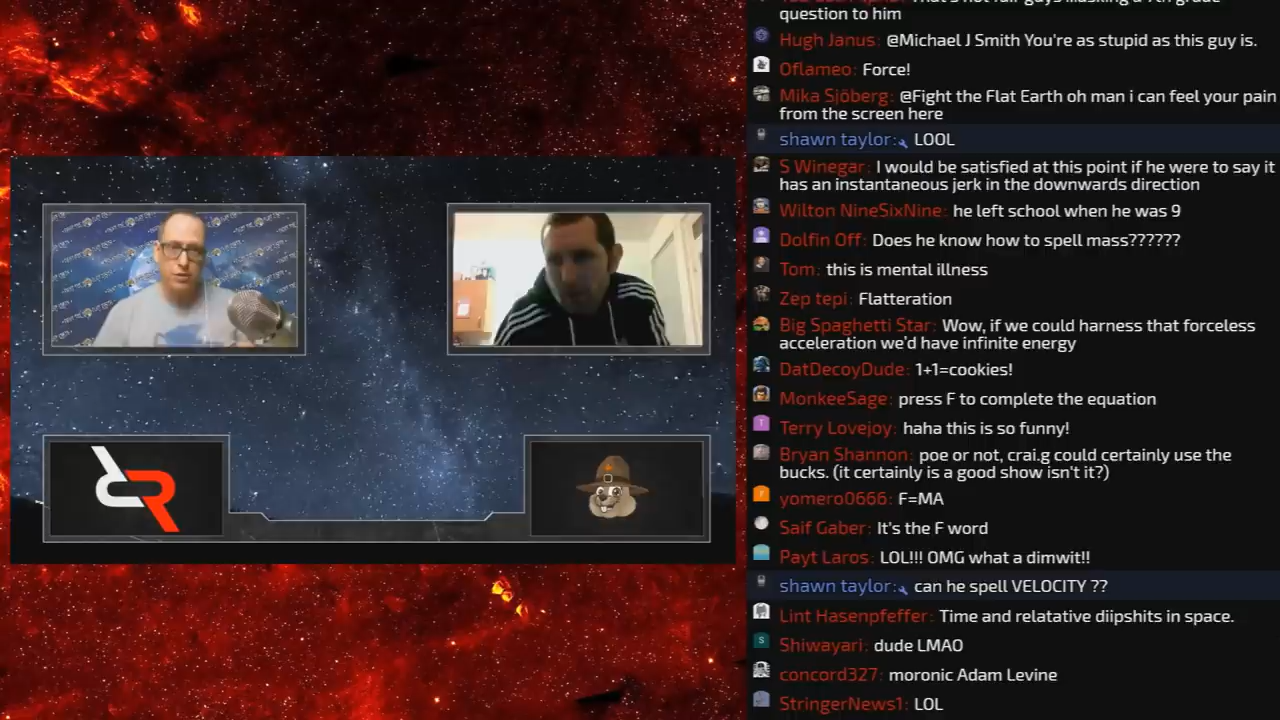 question to him
Hugh Janus: @Michael J Smith You're as stupid as this guy is.
Oflameo: Force!
Mika Sjöberg: @Fight the Flat Earth oh man i can feel your pain
from the screen here
shawn taylor: LOOL
S Winegar: I would be satisfied at this point if he were to say it
has an instantaneous jerk in the downwards direction
Wilton NineSixNine: he left school when he was 9
Dolfin Off: Does he know how to spell mass??????
Tom: this is mental illness
Zep tepi: Flatteration
Big Spaghetti Star: Wow, if we could harness that forceless
acceleration we'd have infinite energy
DatDecoyDude: 1+1=cookies!
MonkeeSage: press F to complete the equation
Terry Lovejoy: haha this is so funny!
Bryan Shannon: poe or not, crai.g could certainly use the
bucks. (it certainly is a good show isn't it?)
yomero0666: F=MA
Saif Gaber: It's the F word
Payt Laros: LOL!!! OMG what a dimwit!!
shawn taylor: can he spell VELOCITY ??
Lint Hasenpfeffer: Time and relatative diipshits in space.
Shiwayari: dude LMAO
concord327: moronic Adam Levine
StringerNews1: LOL